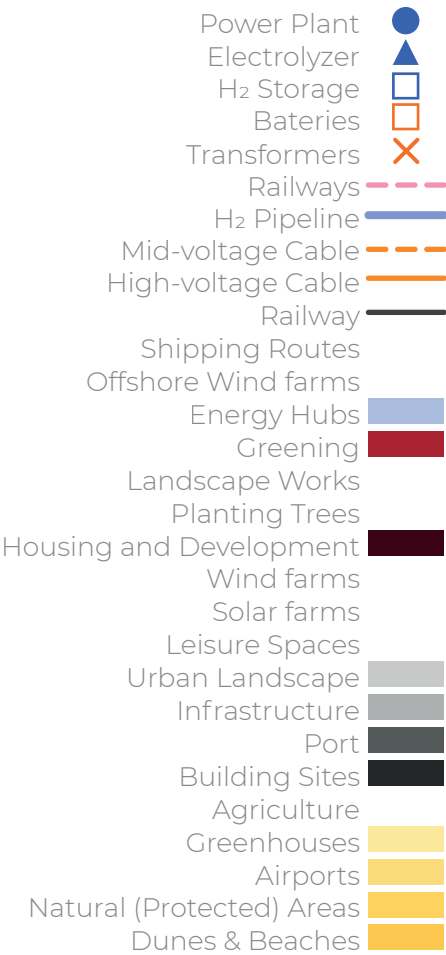 Power Plant
Electrolyzer
H₂ Storage
Bateries
Transformers
Railways
H₂ Pipeline
Mid-voltage Cable
High-voltage Cable
Railway
Shipping Routes
Offshore Wind farms
Energy Hubs
Greening
Landscape Works
Planting Trees
Housing and Development
Wind farms
Solar farms
Leisure Spaces
Urban Landscape
Infrastructure
Port
Building Sites
Agriculture
Greenhouses
Airports
Natural (Protected) Areas
Dunes & Beaches